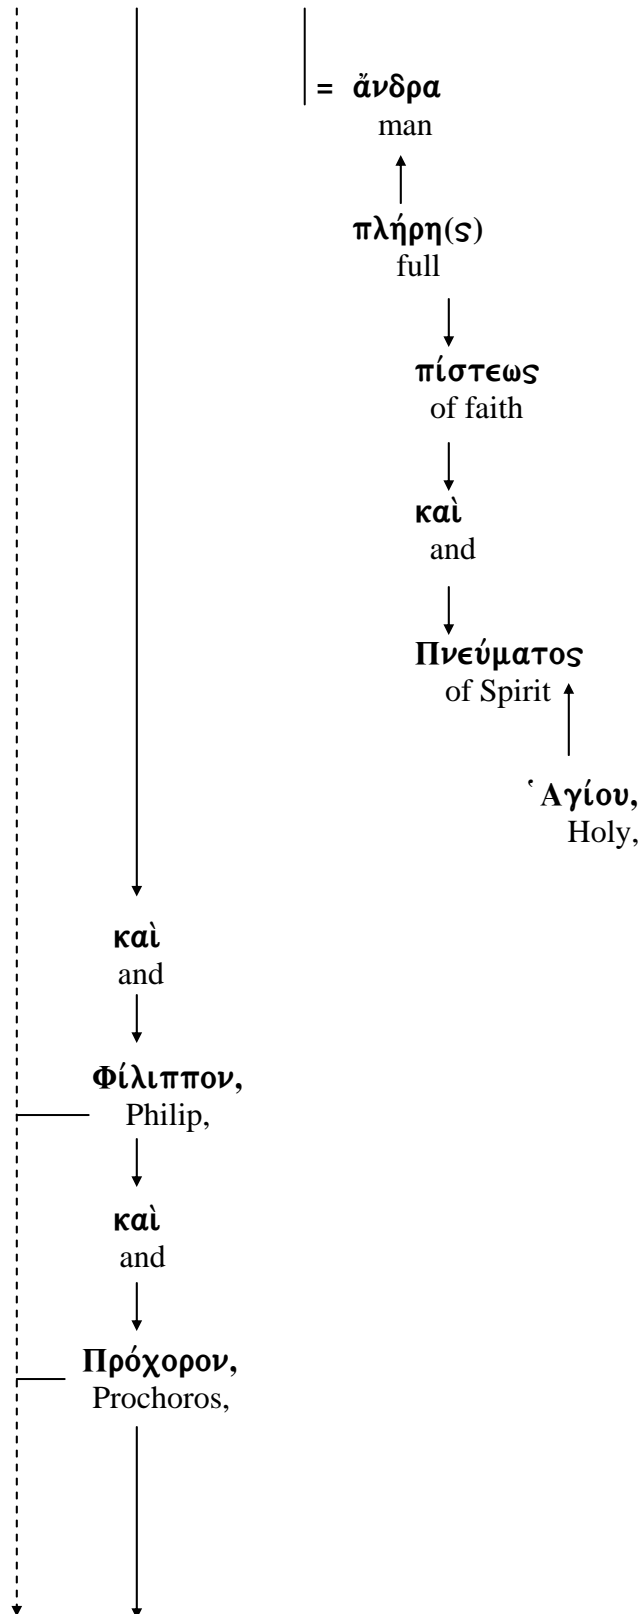 = ἄνδρα
man
πλήρη(ς)
full
πίστεως
of faith
καὶ
and
Πνεύματος
of Spirit
Ἁγίου,
Holy,
καὶ
and
Φίλιππον,
Philip,
καὶ
and
Πρόχορον,
Prochoros,